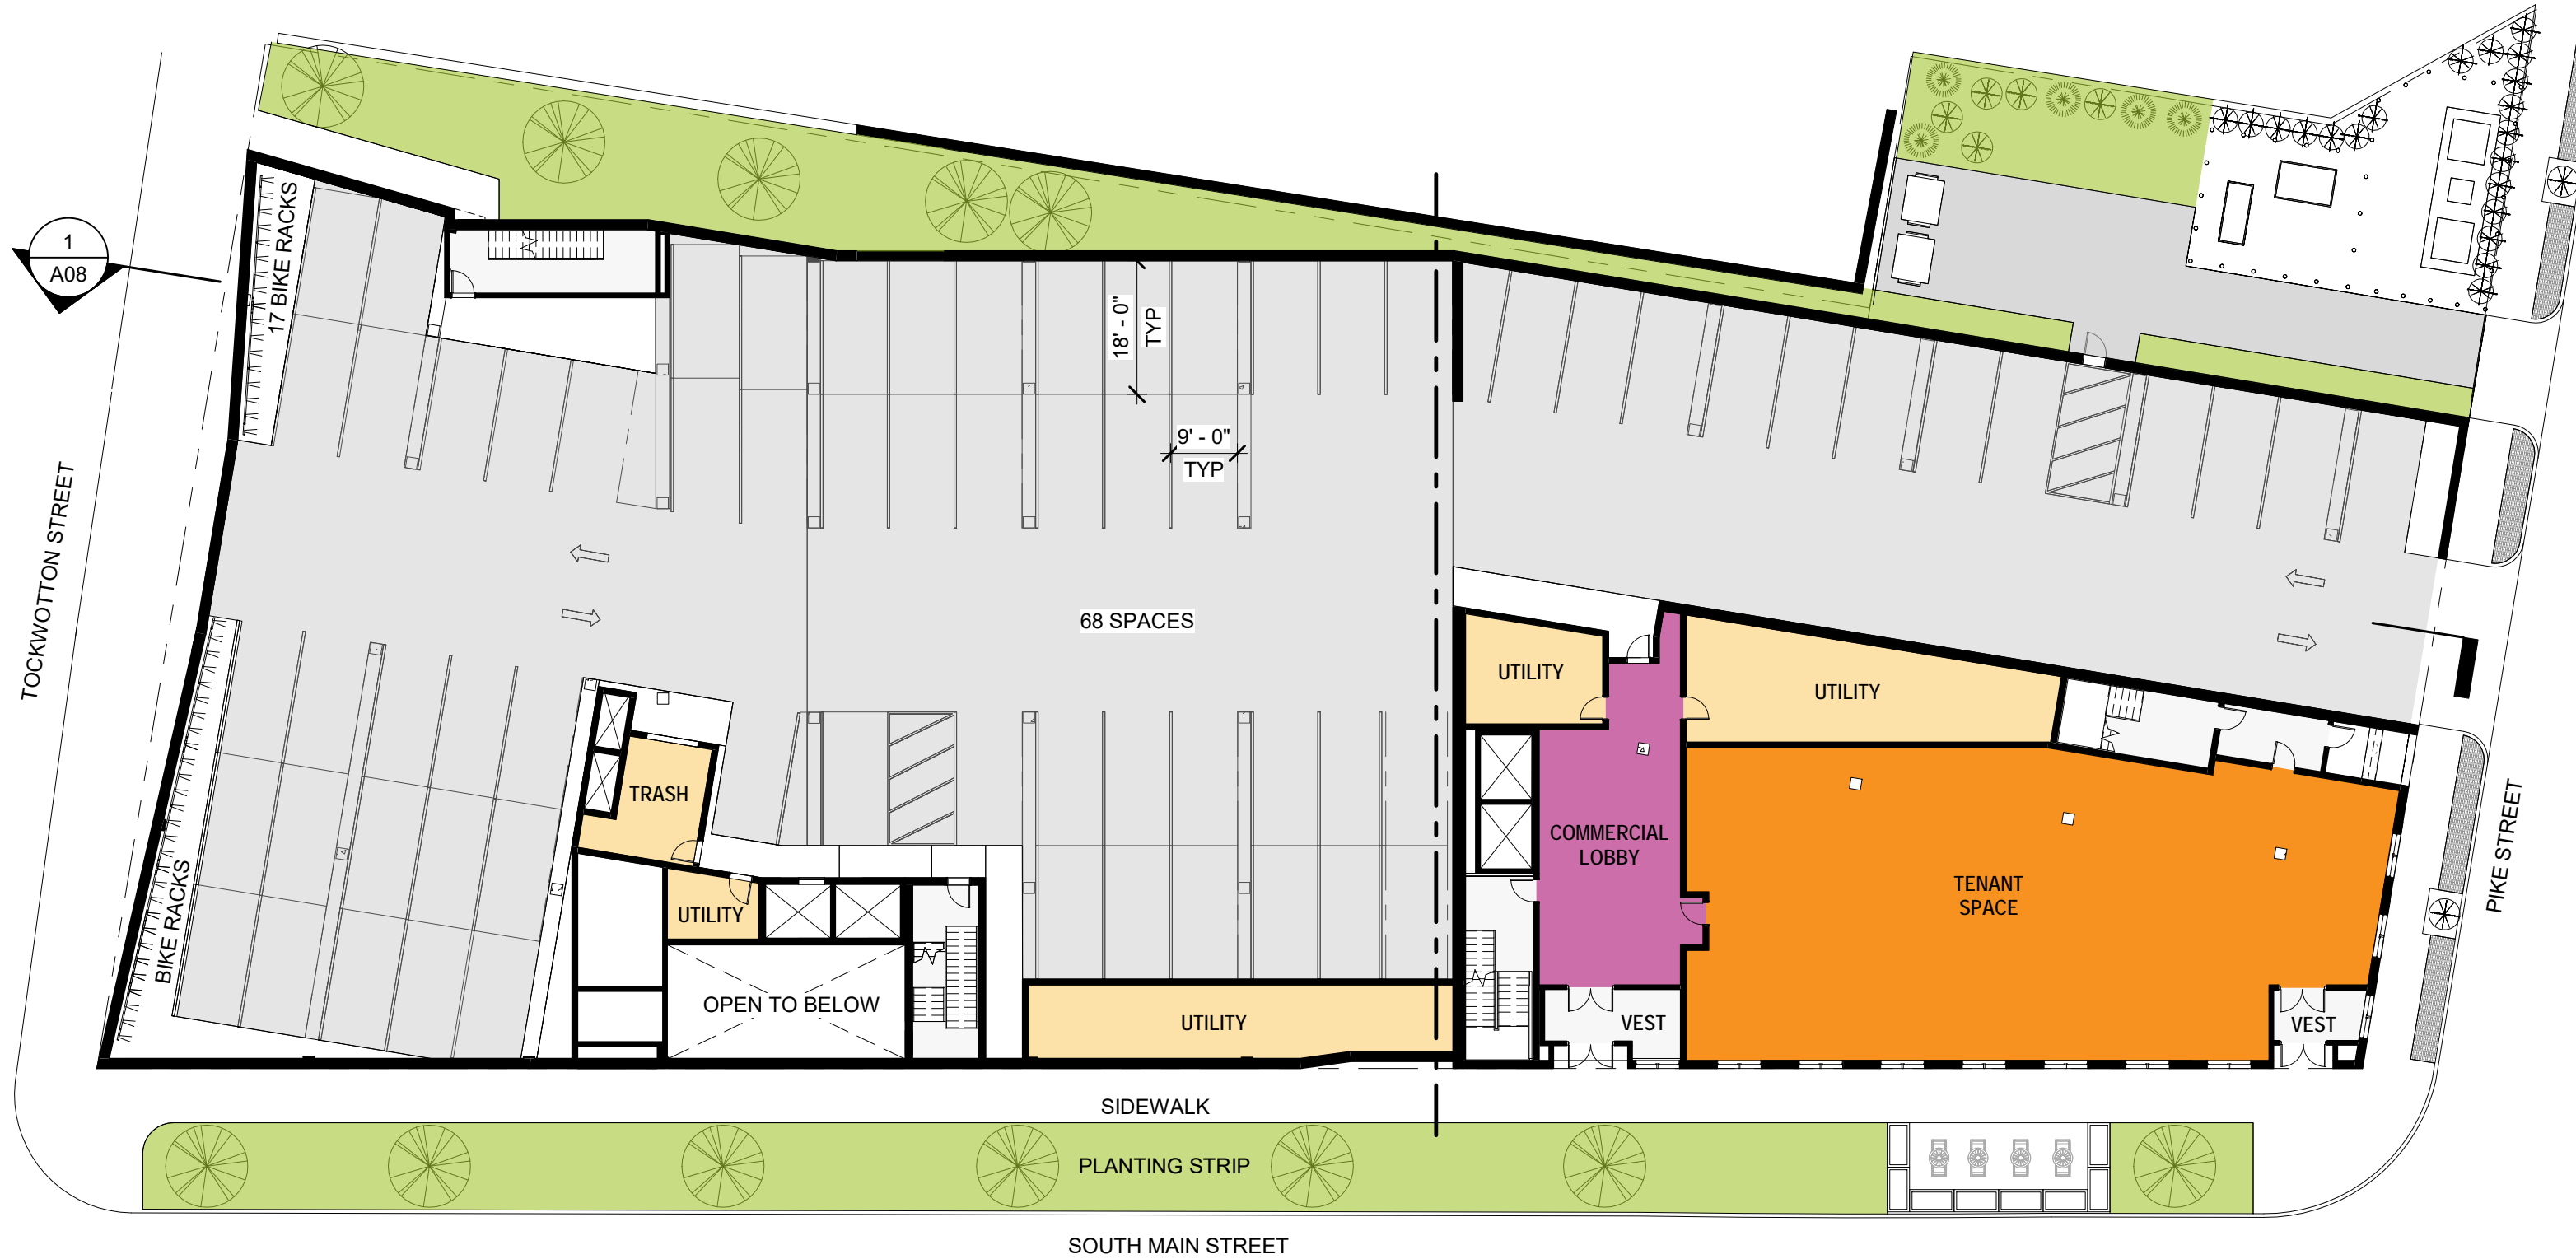 1
A08
17 BIKE RACKS
18' - 0"
TYP
9' - 0"
TYP
TOCKWOTTON STREET
68 SPACES
UTILITY
UTILITY
TRASH
COMMERCIAL
LOBBY
TENANT
SPACE
PIKE STREET
BIKE RACKS
UTILITY
OPEN TO BELOW
UTILITY
VEST
VEST
SIDEWALK
PLANTING STRIP
SOUTH MAIN STREET